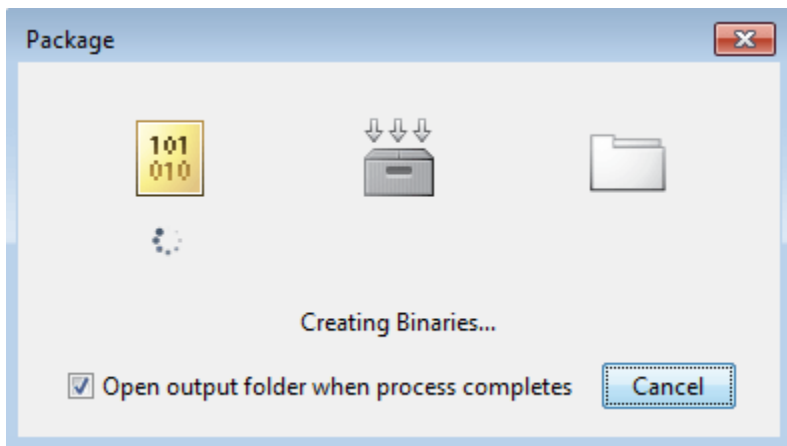 Package
101
010
Creating Binaries...
Open output folder when process completes
Cancel